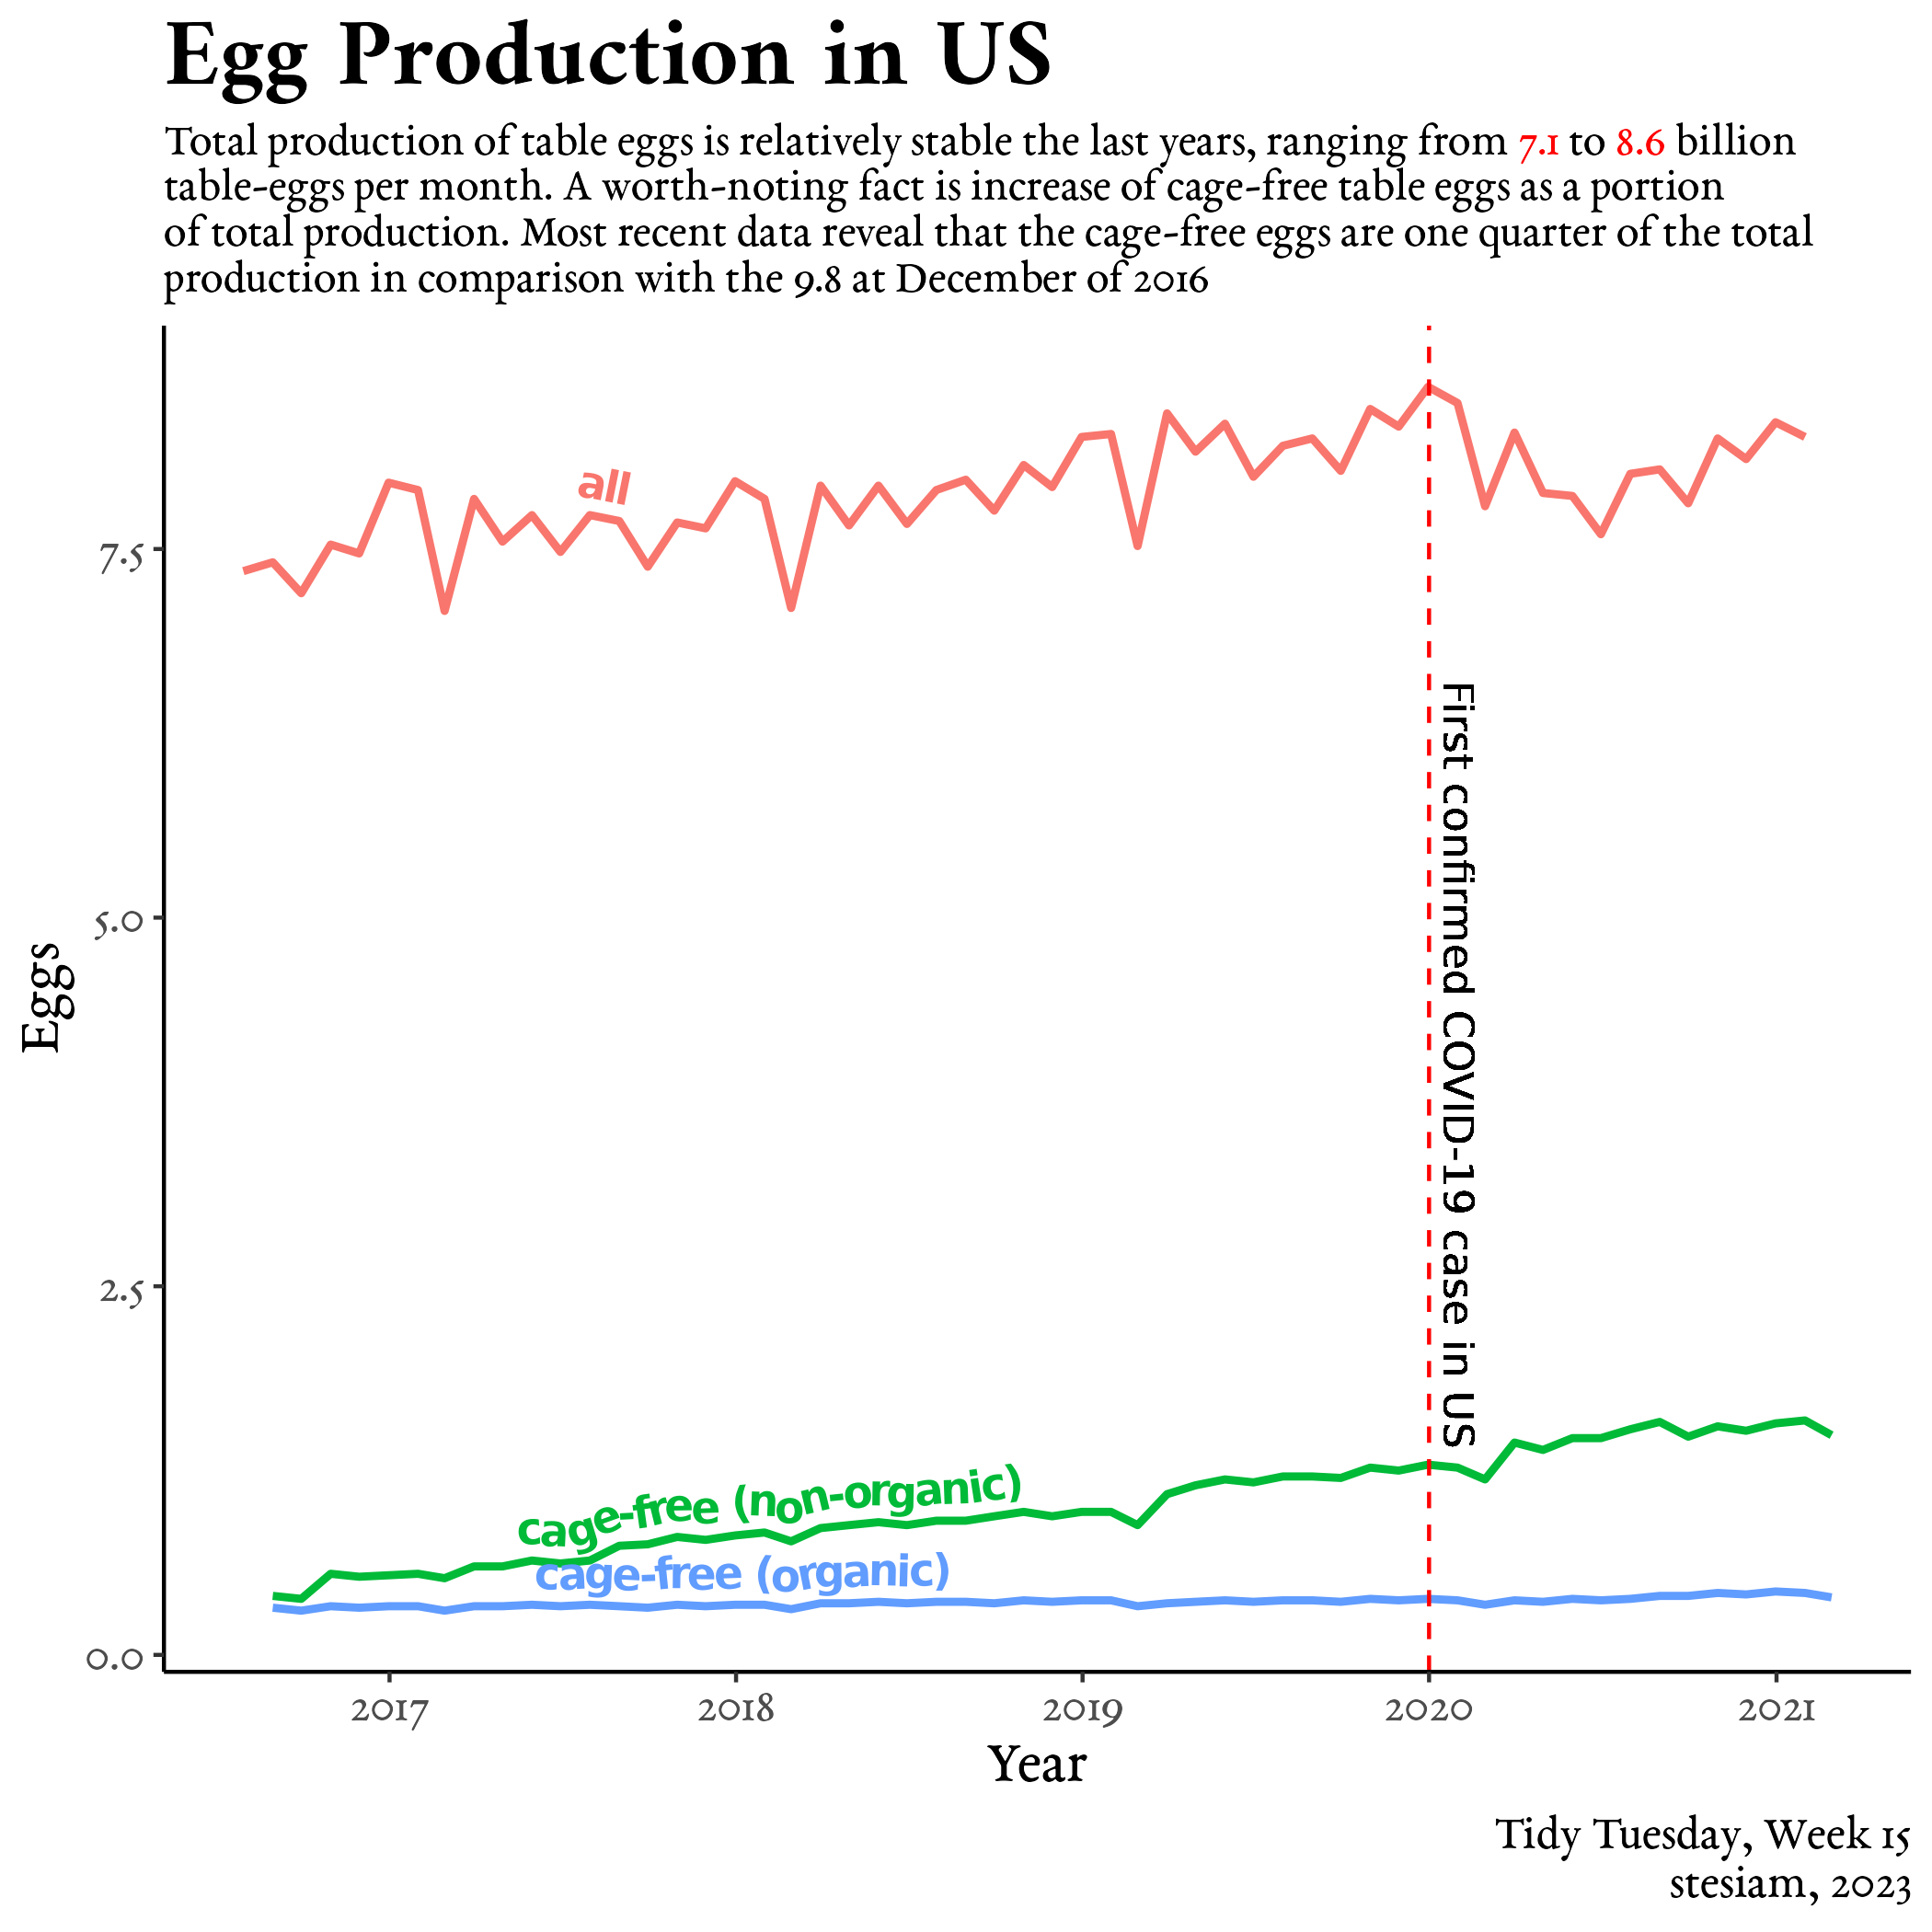 Egg Production in US
Total production of table eggs is relatively stable the last years, ranging from 7.1 to 8.6 billion
table-eggs per month. A worth-noting fact is increase of cage-free table eggs as a portion
of total production. Most recent data reveal that the cage-free eggs are one quarter of the total
production in comparison with the 9.8 at December of 2016
all
7.5
First confirmed COVID-19 case in US
5.0
Eggs
2.5
cage-free (non-organic)
cage-free (organic)
0.0
2017
2018
2019
2020
2021
Year
Tidy Tuesday, Week 15
stesiam, 2023